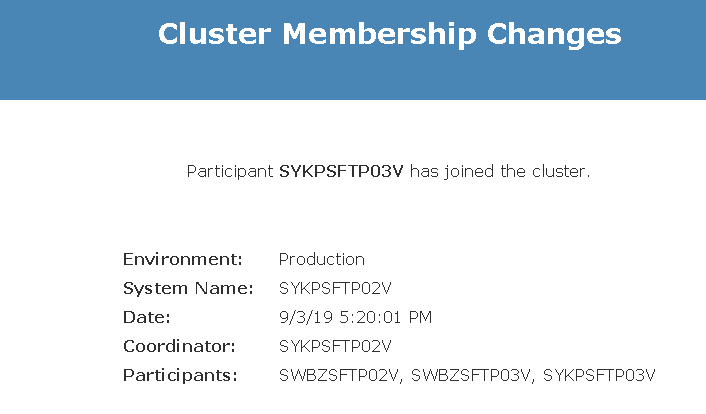 Cluster Membership Changes
Participant SYKPSFTP03V has joined the cluster.
Environment: Production
System Name: SYKPSFTP02V
Date: 9/3/19 5:20:01 PM
Coordinator: SYKPSFTP02V
Participants: SWBZSFTP02V, SWBZSFTP03V, SYKPSFTP03V